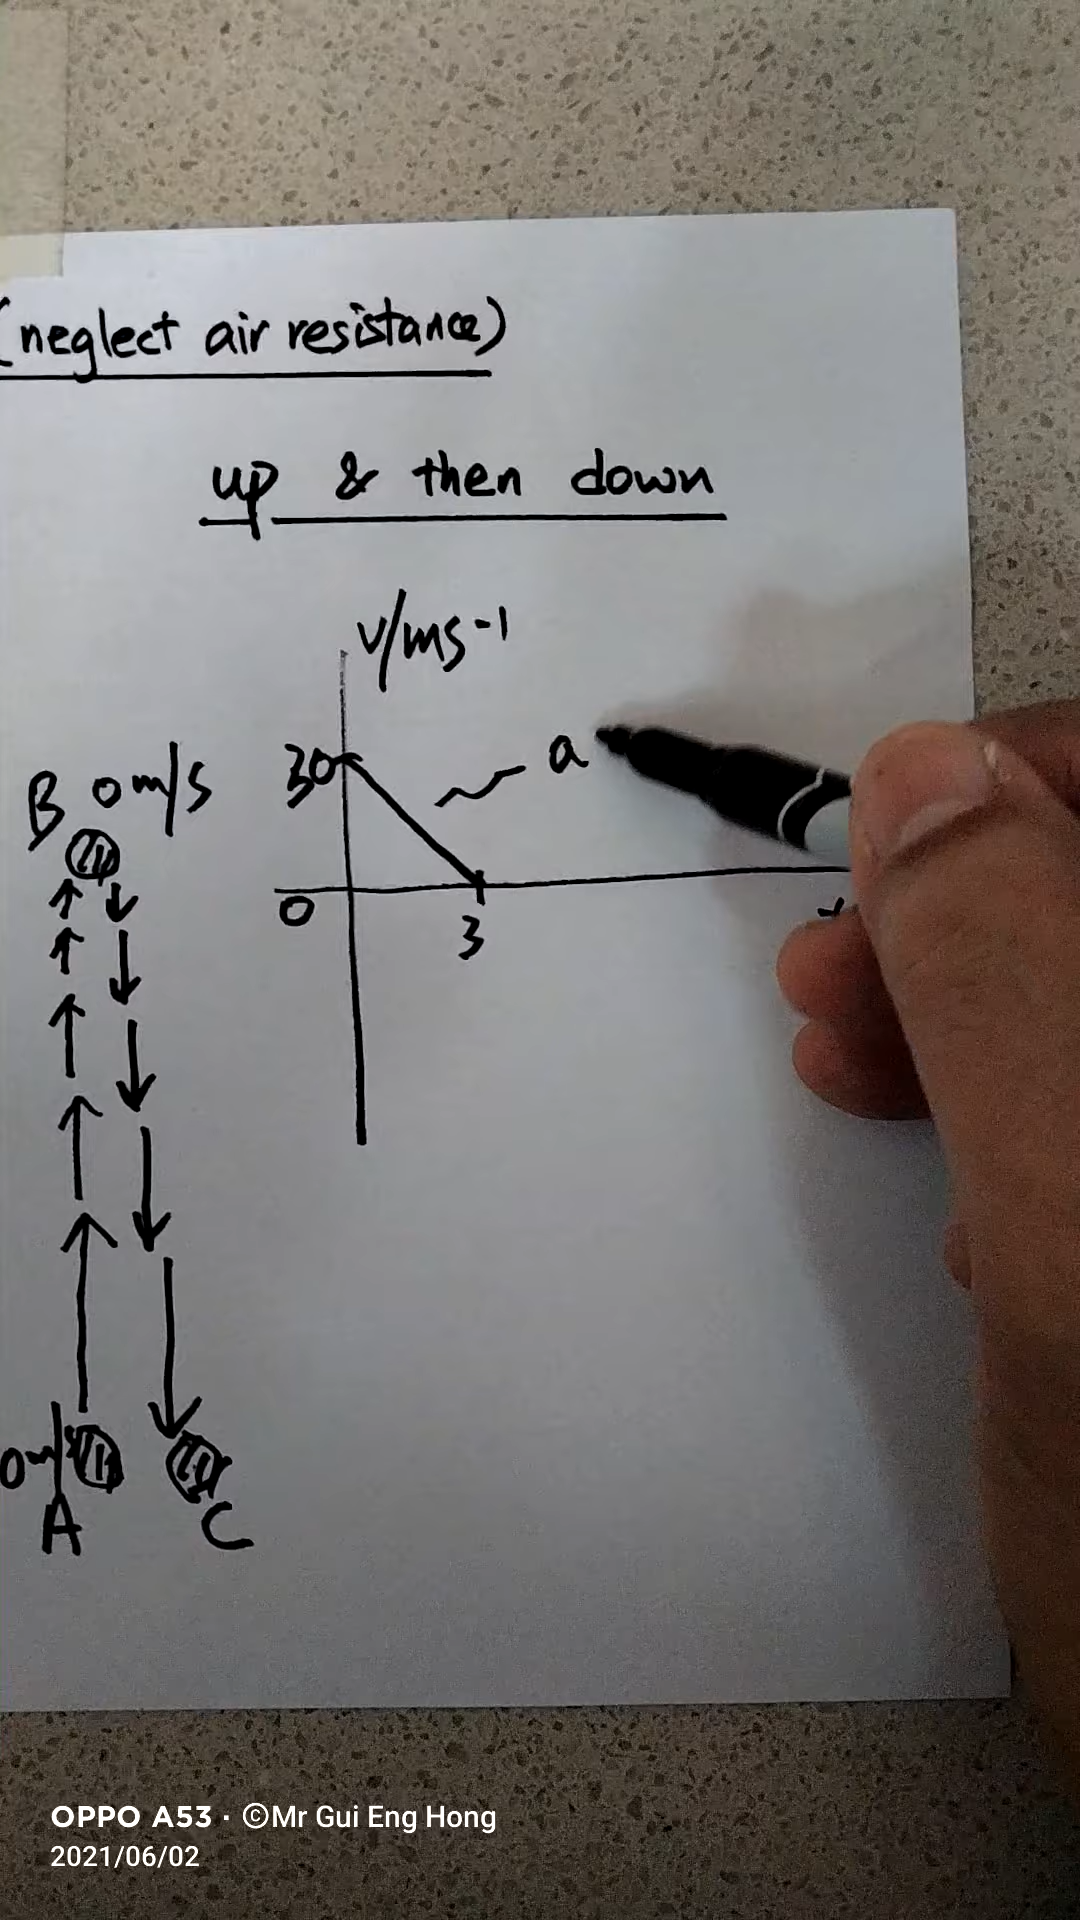 (neglect air resistance)
up & then down
v/ms⁻¹
30
a
B 0m/s
0
3
0m/s
A
C
OPPO A53 · ©Mr Gui Eng Hong
2021/06/02